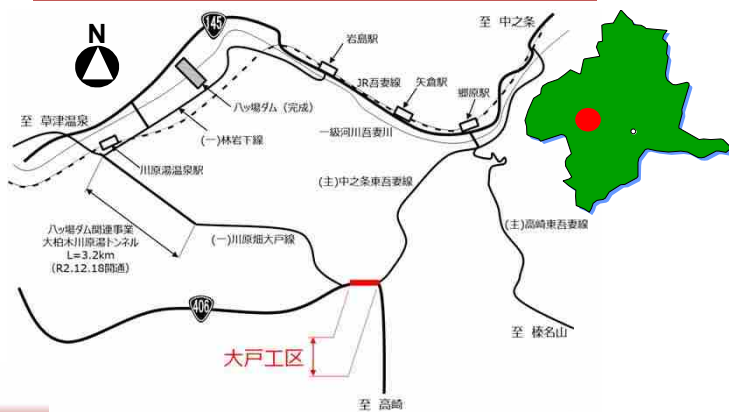 145
至 中之条
N
岩島駅
JR吾妻線
矢倉駅
郷原駅
八ッ場ダム（完成）
至 草津温泉
(一)林岩下線
一級河川吾妻川
川原湯温泉駅
(主)中之条東吾妻線
(主)高崎東吾妻線
八ッ場ダム関連事業
大柏木川原湯トンネル
L=3.2km
(R2.12.18開通)
(一)川原畑大戸線
406
至 榛名山
大戸工区
至 高崎